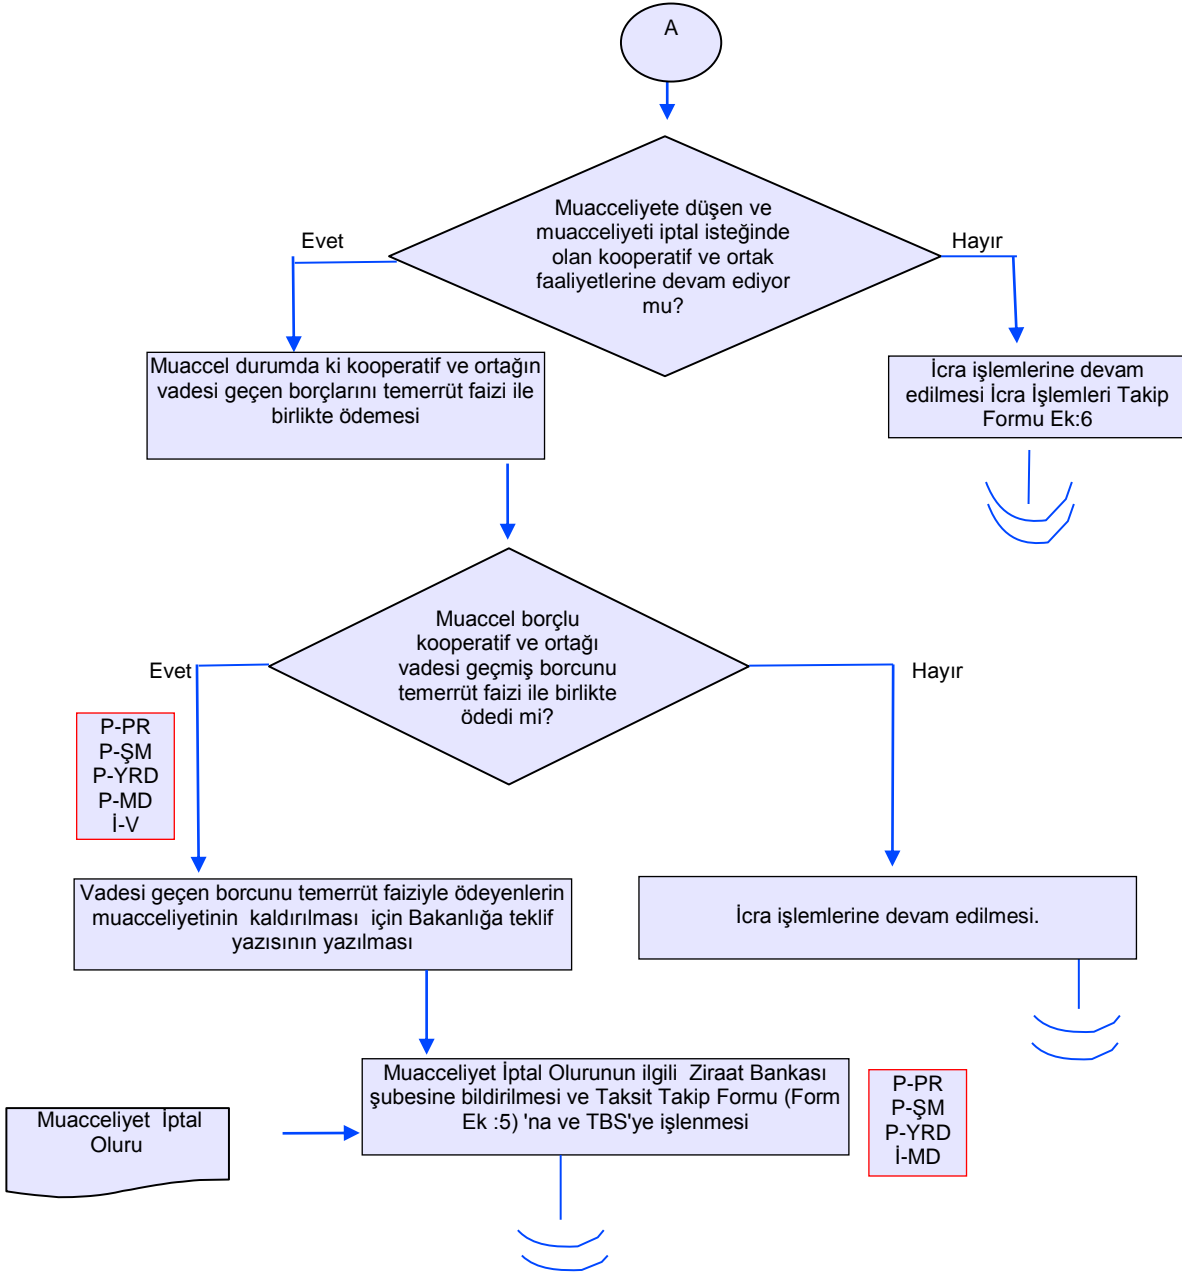 A
Muacceliyete düşen ve
muacceliyeti iptal isteğinde
olan kooperatif ve ortak
faaliyetlerine devam ediyor
mu?
Evet
Hayır
Muaccel durumda ki kooperatif ve ortağın
vadesi geçen borçlarını temerrüt faizi ile
birlikte ödemesi
İcra işlemlerine devam
edilmesi İcra İşlemleri Takip
Formu Ek:6
Muaccel borçlu
kooperatif ve ortağı
vadesi geçmiş borcunu
temerrüt faizi ile birlikte
ödedi mi?
Evet
Hayır
P-PR
P-ŞM
P-YRD
P-MD
İ-V
Vadesi geçen borcunu temerrüt faiziyle ödeyenlerin
muacceliyetinin kaldırılması için Bakanlığa teklif
yazısının yazılması
İcra işlemlerine devam edilmesi.
Muacceliyet İptal Olurunun ilgili Ziraat Bankası
şubesine bildirilmesi ve Taksit Takip Formu (Form
Ek :5) 'na ve TBS'ye işlenmesi
P-PR
P-ŞM
P-YRD
İ-MD
Muacceliyet İptal
Oluru